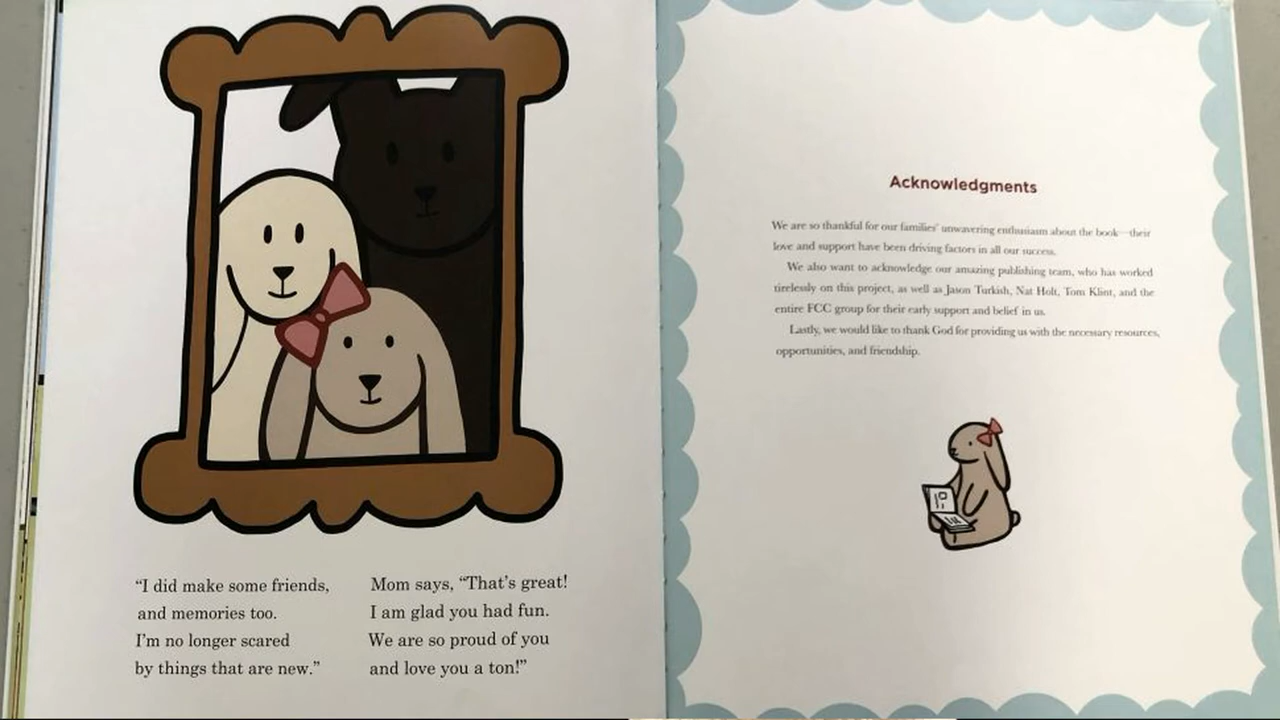 “I did make some friends,
and memories too.
I’m no longer scared
by things that are new.”
Mom says, “That’s great!
I am glad you had fun.
We are so proud of you
and love you a ton!”
Acknowledgments
We are so thankful for our families’ unwavering enthusiasm about the book—their
love and support have been driving factors in all our success.
We also want to acknowledge our amazing publishing team, who has worked
tirelessly on this project, as well as Jason Turkish, Nat Holt, Tom Klint, and the
entire FCC group for their early support and belief in us.
Lastly, we would like to thank God for providing us with the necessary resources,
opportunities, and friendship.